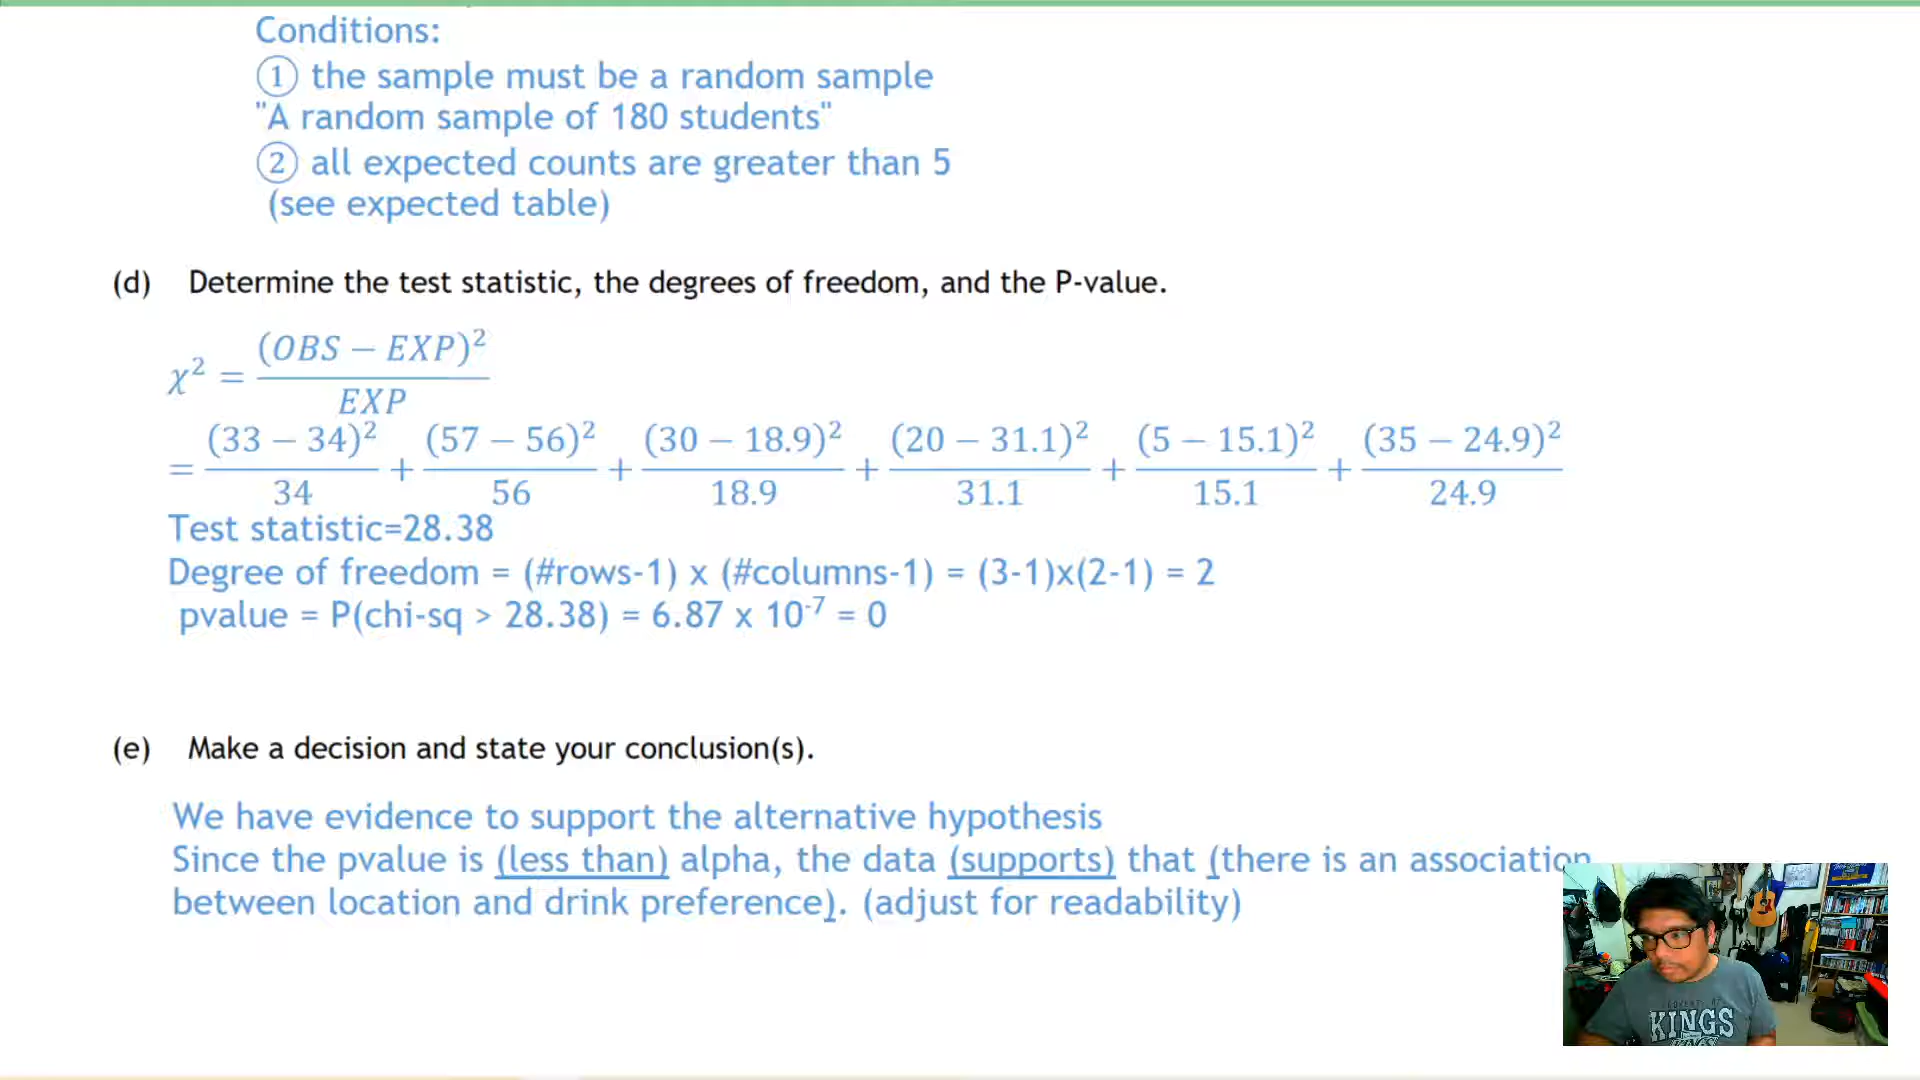 Conditions:
① the sample must be a random sample
"A random sample of 180 students"
② all expected counts are greater than 5
(see expected table)
(d) Determine the test statistic, the degrees of freedom, and the P-value.
χ² = (OBS − EXP)² / EXP
= (33 − 34)² / 34 + (57 − 56)² / 56 + (30 − 18.9)² / 18.9 + (20 − 31.1)² / 31.1 + (5 − 15.1)² / 15.1 + (35 − 24.9)² / 24.9
Test statistic=28.38
Degree of freedom = (#rows-1) x (#columns-1) = (3-1)x(2-1) = 2
pvalue = P(chi-sq > 28.38) = 6.87 x 10⁻⁷ = 0
(e) Make a decision and state your conclusion(s).
We have evidence to support the alternative hypothesis
Since the pvalue is (less than) alpha, the data (supports) that (there is an association
between location and drink preference). (adjust for readability)
KINGS